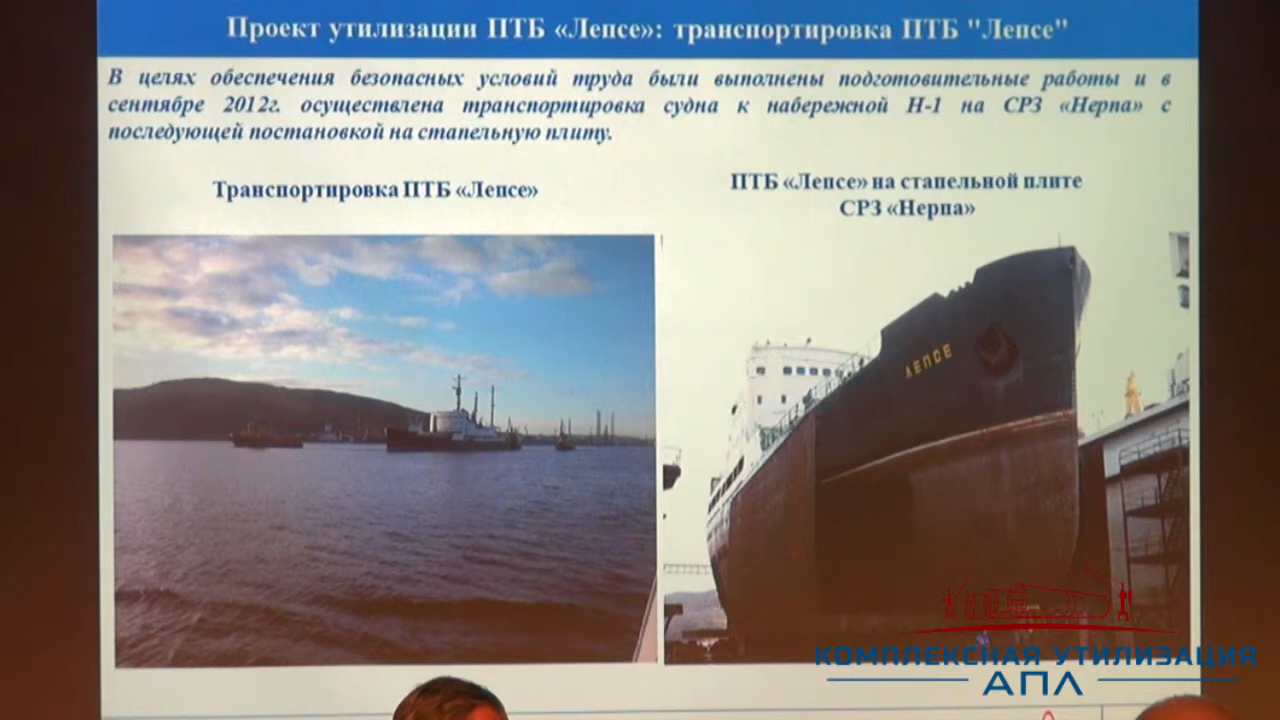 Проект утилизации ПТБ «Лепсе»: транспортировка ПТБ "Лепсе"
В целях обеспечения безопасных условий труда были выполнены подготовительные работы и в
сентябре 2012г. осуществлена транспортировка судна к набережной Н-1 на СРЗ «Нерпа» с
последующей постановкой на стапельную плиту.
Транспортировка ПТБ «Лепсе»
ПТБ «Лепсе» на стапельной плите
СРЗ «Нерпа»
ЛЕПСЕ
КОМПЛЕКСНАЯ УТИЛИЗАЦИЯ
АПЛ